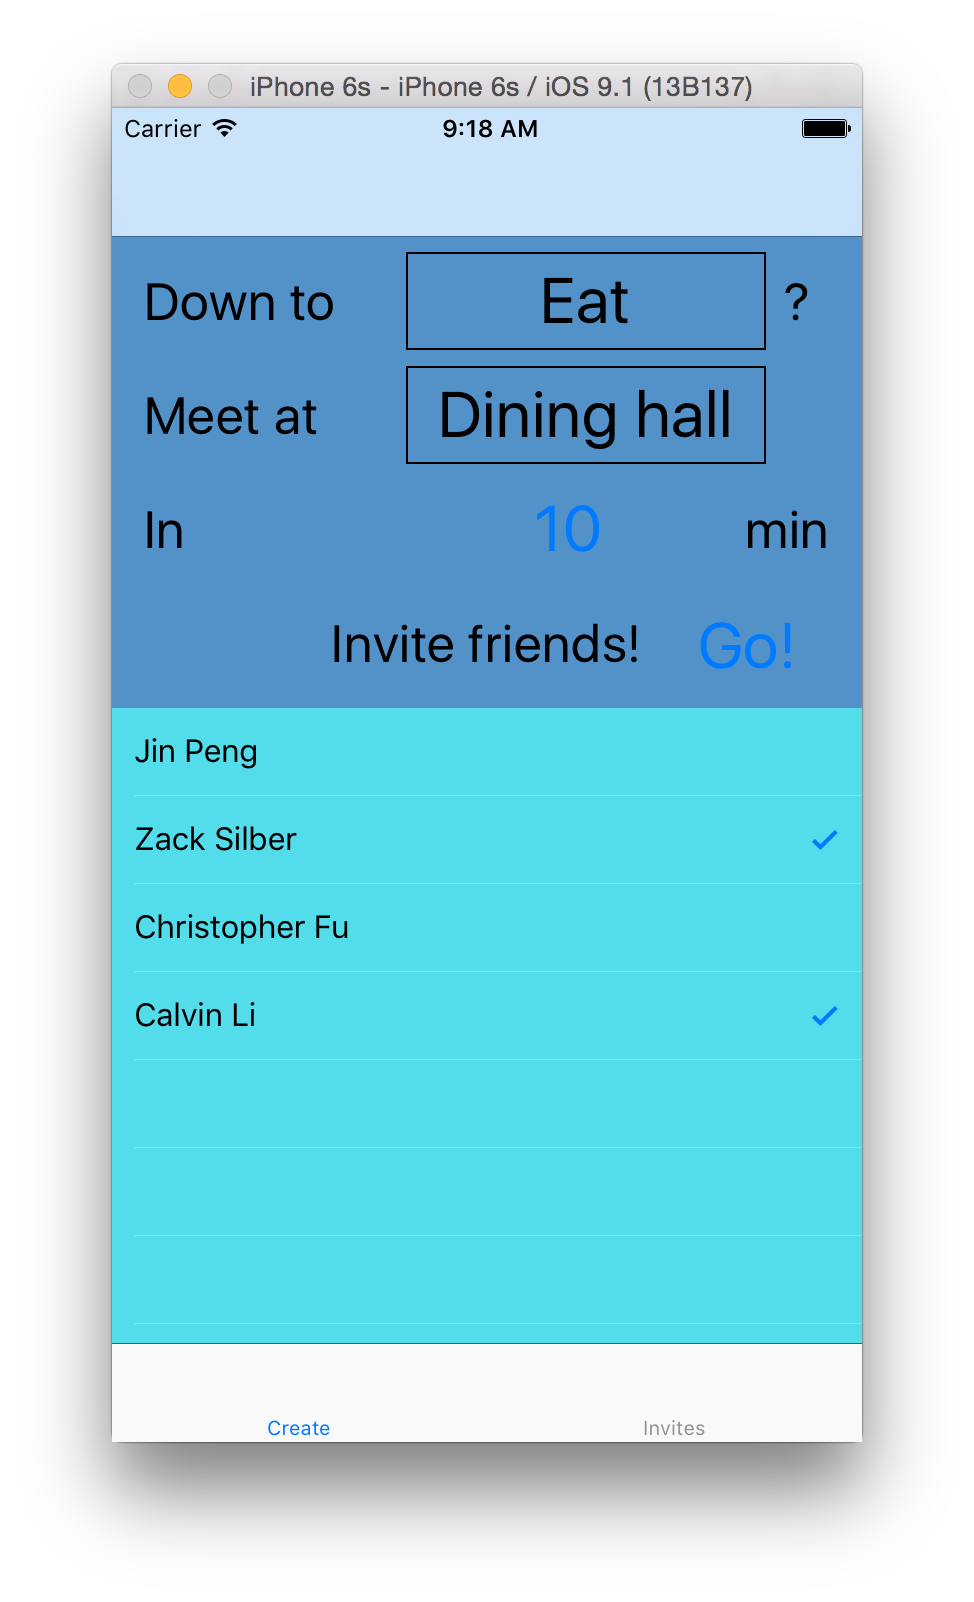 iPhone 6s - iPhone 6s / iOS 9.1 (13B137)
Carrier 9:18 AM
Down to Eat ?
Meet at Dining hall
In 10 min
Invite friends! Go!
Jin Peng
Zack Silber
Christopher Fu
Calvin Li
Create Invites